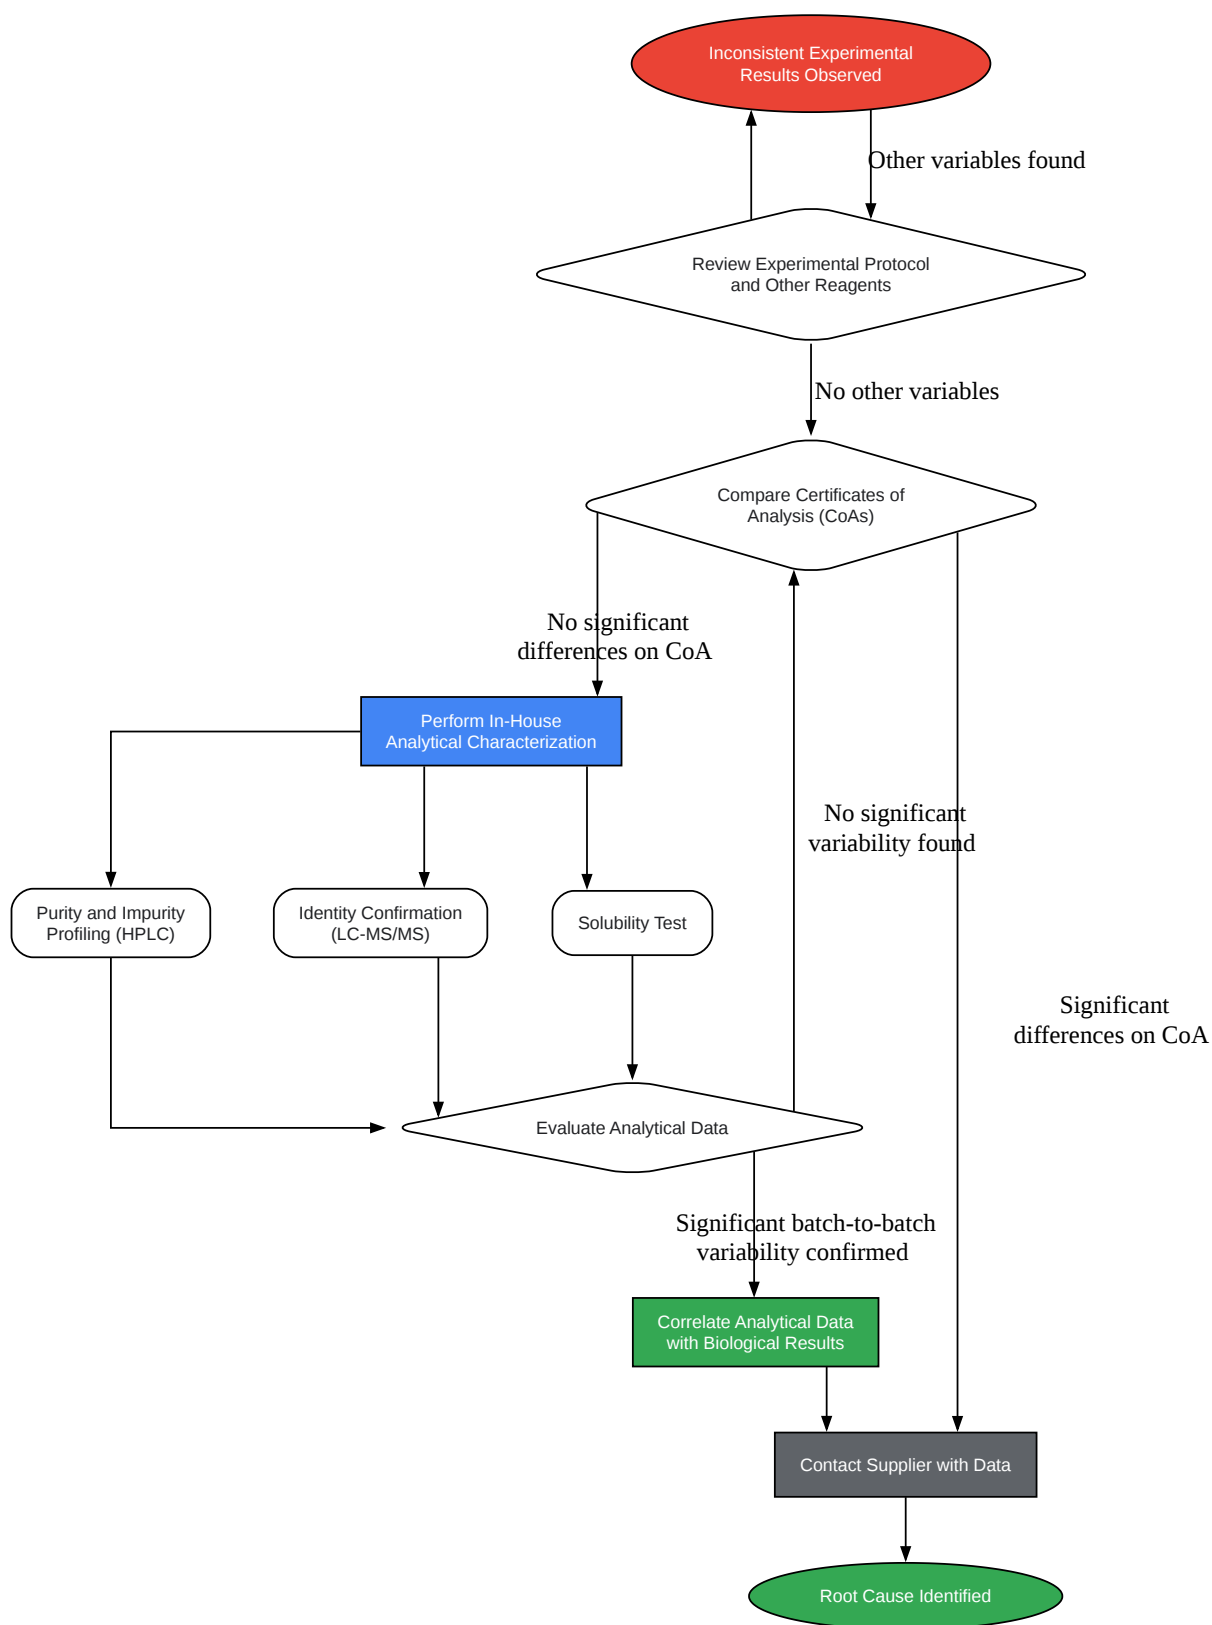 Inconsistent Experimental
Results Observed
Other variables found
Review Experimental Protocol
and Other Reagents
No other variables
Compare Certificates of
Analysis (CoAs)
No significant
differences on CoA
Perform In-House
Analytical Characterization
No significant
variability found
Purity and Impurity
Profiling (HPLC)
Identity Confirmation
(LC-MS/MS)
Solubility Test
Significant
differences on CoA
Evaluate Analytical Data
Significant batch-to-batch
variability confirmed
Correlate Analytical Data
with Biological Results
Contact Supplier with Data
Root Cause Identified